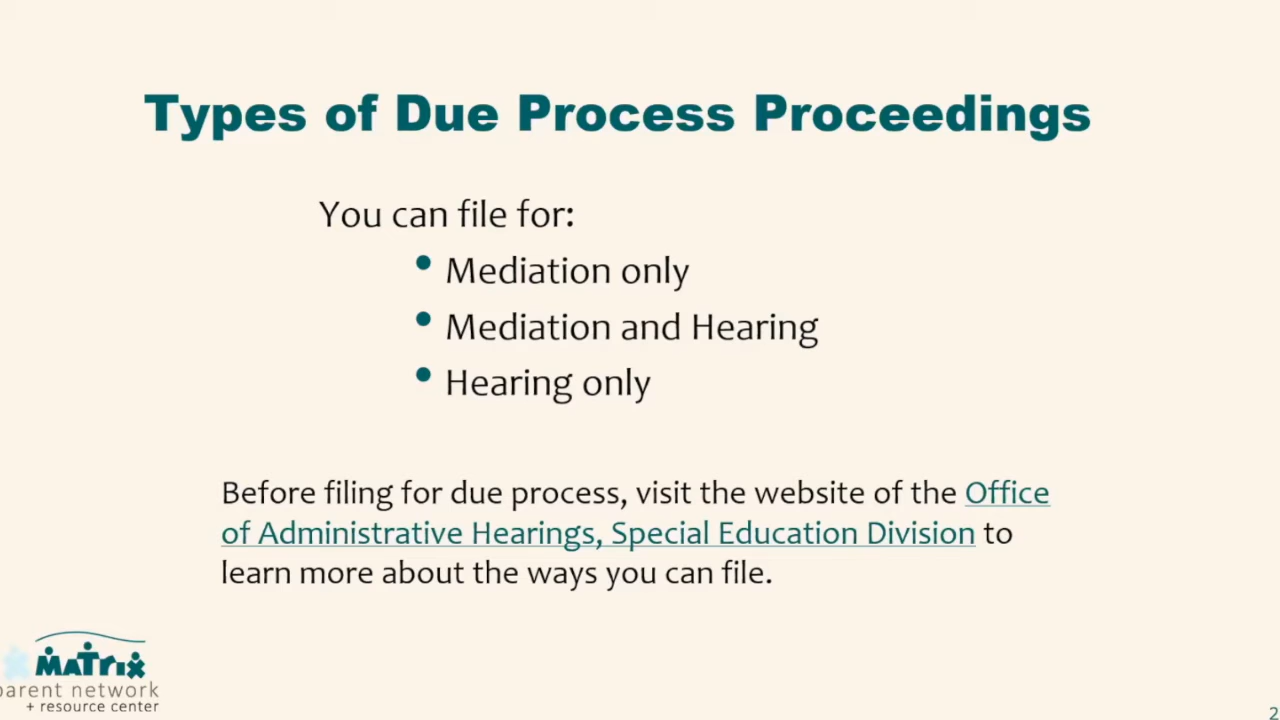 Types of Due Process Proceedings
You can file for:
• Mediation only
• Mediation and Hearing
• Hearing only
Before filing for due process, visit the website of the Office
of Administrative Hearings, Special Education Division to
learn more about the ways you can file.
MATRIX
parent network
+ resource center
2